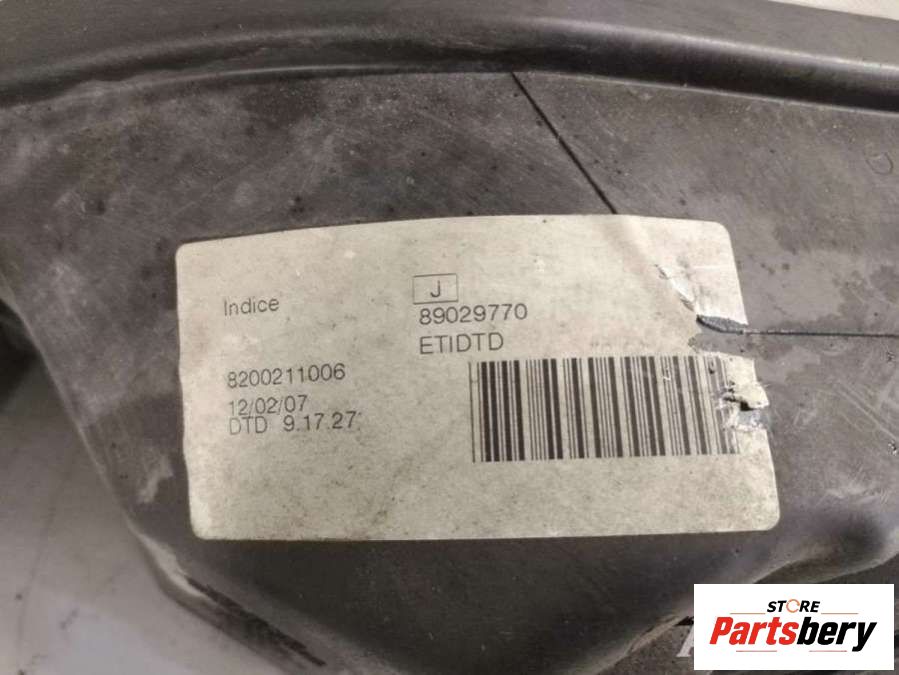 Indice
J
89029770
ETIDTD
8200211006
12/02/07
DTD 9.17.27
STORE
Partsbery